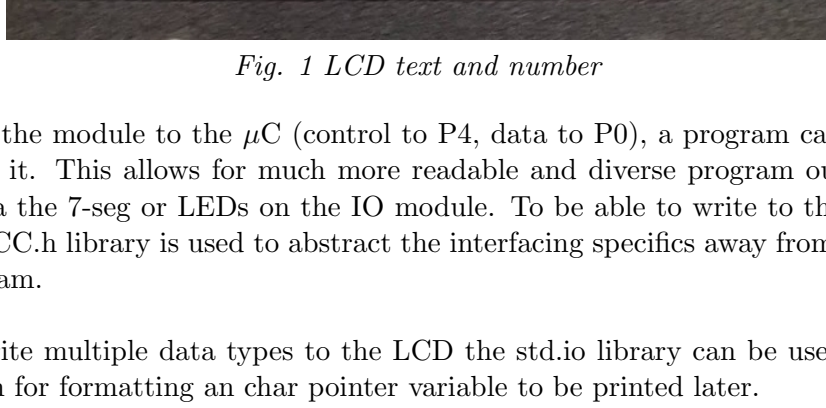 Fig. 1 LCD text and number
the module to the μC (control to P4, data to P0), a program ca
it. This allows for much more readable and diverse program ou
the 7-seg or LEDs on the IO module. To be able to write to th
CC.h library is used to abstract the interfacing specifics away from
am.
ite multiple data types to the LCD the std.io library can be use
for formatting an char pointer variable to be printed later.